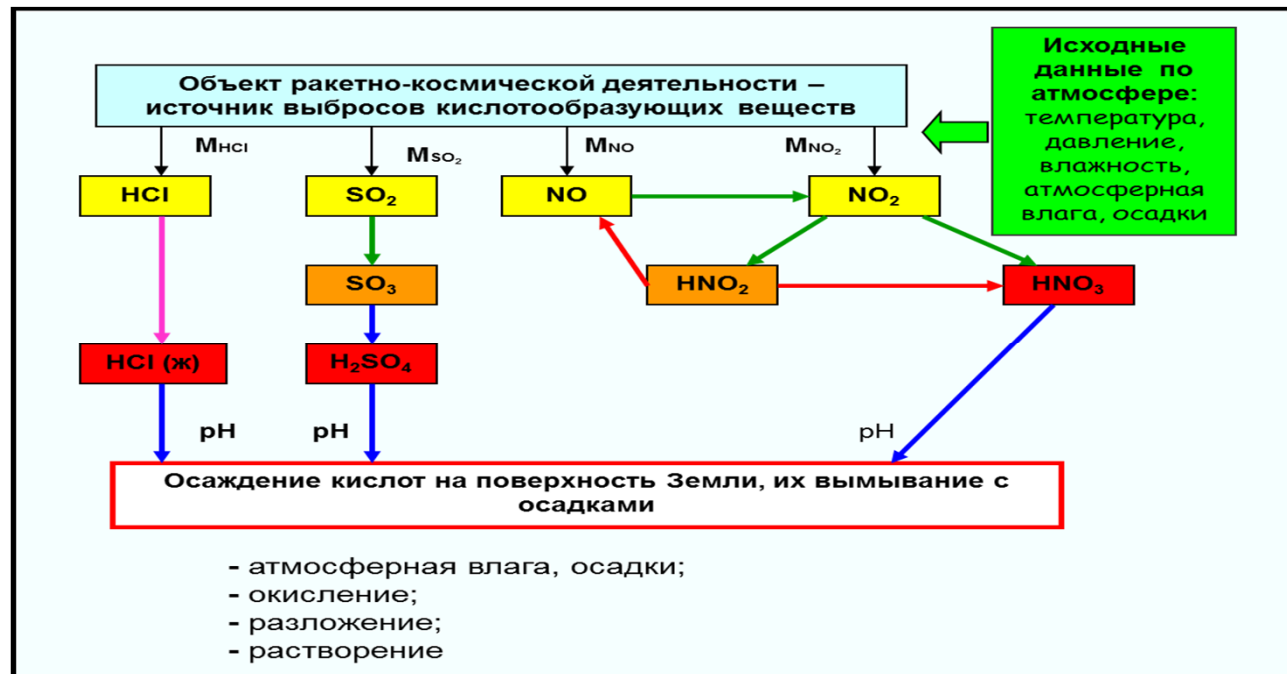 Объект ракетно-космической деятельности –
источник выбросов кислотообразующих веществ
Исходные
данные по
атмосфере:
температура,
давление,
влажность,
атмосферная
влага, осадки
MHCl
MSO₂
MNO
MNO₂
HCl
SO₂
NO
NO₂
SO₃
HNO₂
HNO₃
HCl (ж)
H₂SO₄
pH
pH
pH
Осаждение кислот на поверхность Земли, их вымывание с
осадками
- атмосферная влага, осадки;
- окисление;
- разложение;
- растворение